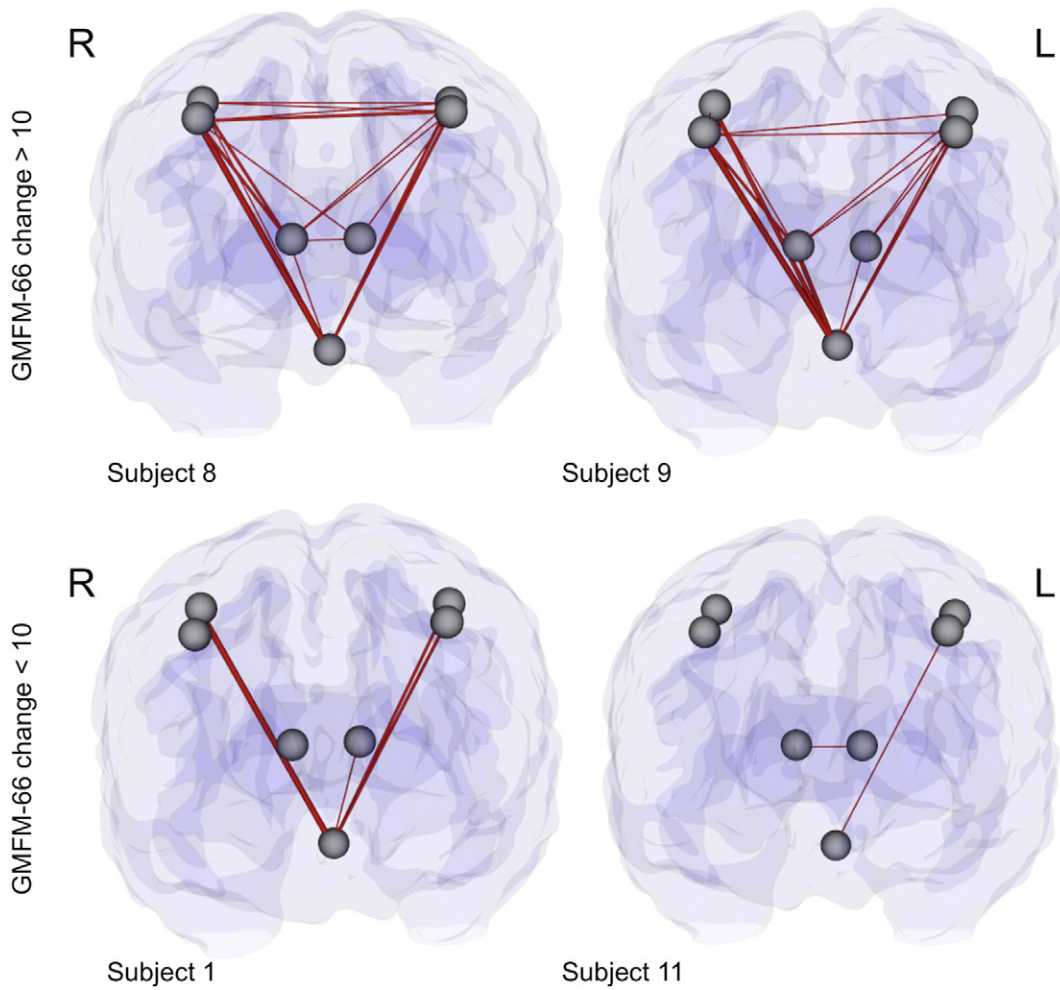 R
L
GMFM-66 change > 10
Subject 8
Subject 9
R
L
GMFM-66 change < 10
Subject 1
Subject 11